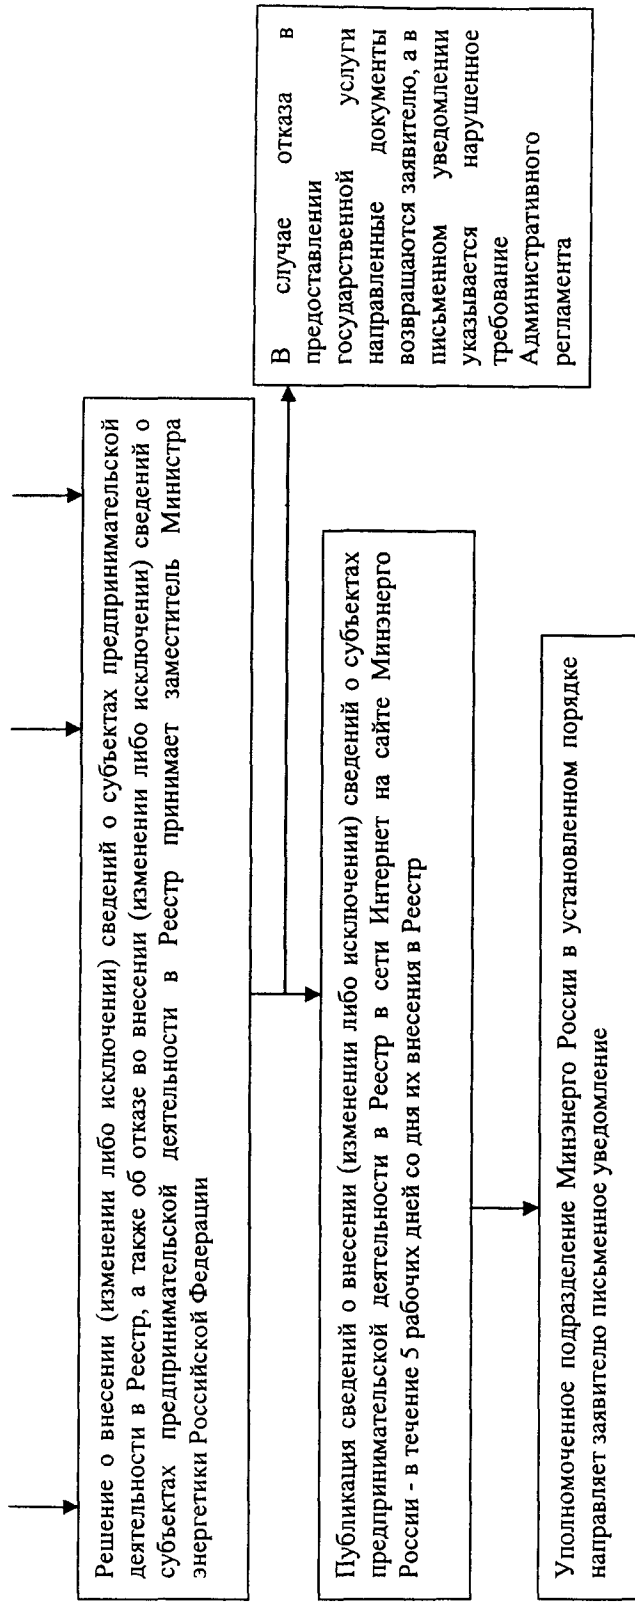 Решение о внесении (изменении либо исключении) сведений о субъектах предпринимательской
деятельности в Реестр, а также об отказе во внесении (изменении либо исключении) сведений о
субъектах предпринимательской деятельности в Реестр принимает заместитель Министра
энергетики Российской Федерации
В случае отказа в
предоставлении
государственной услуги
направленные документы
возвращаются заявителю, а в
письменном уведомлении
указывается нарушенное
требование
Административного
регламента
Публикация сведений о внесении (изменении либо исключении) сведений о субъектах
предпринимательской деятельности в Реестр в сети Интернет на сайте Минэнерго
России - в течение 5 рабочих дней со дня их внесения в Реестр
Уполномоченное подразделение Минэнерго России в установленном порядке
направляет заявителю письменное уведомление